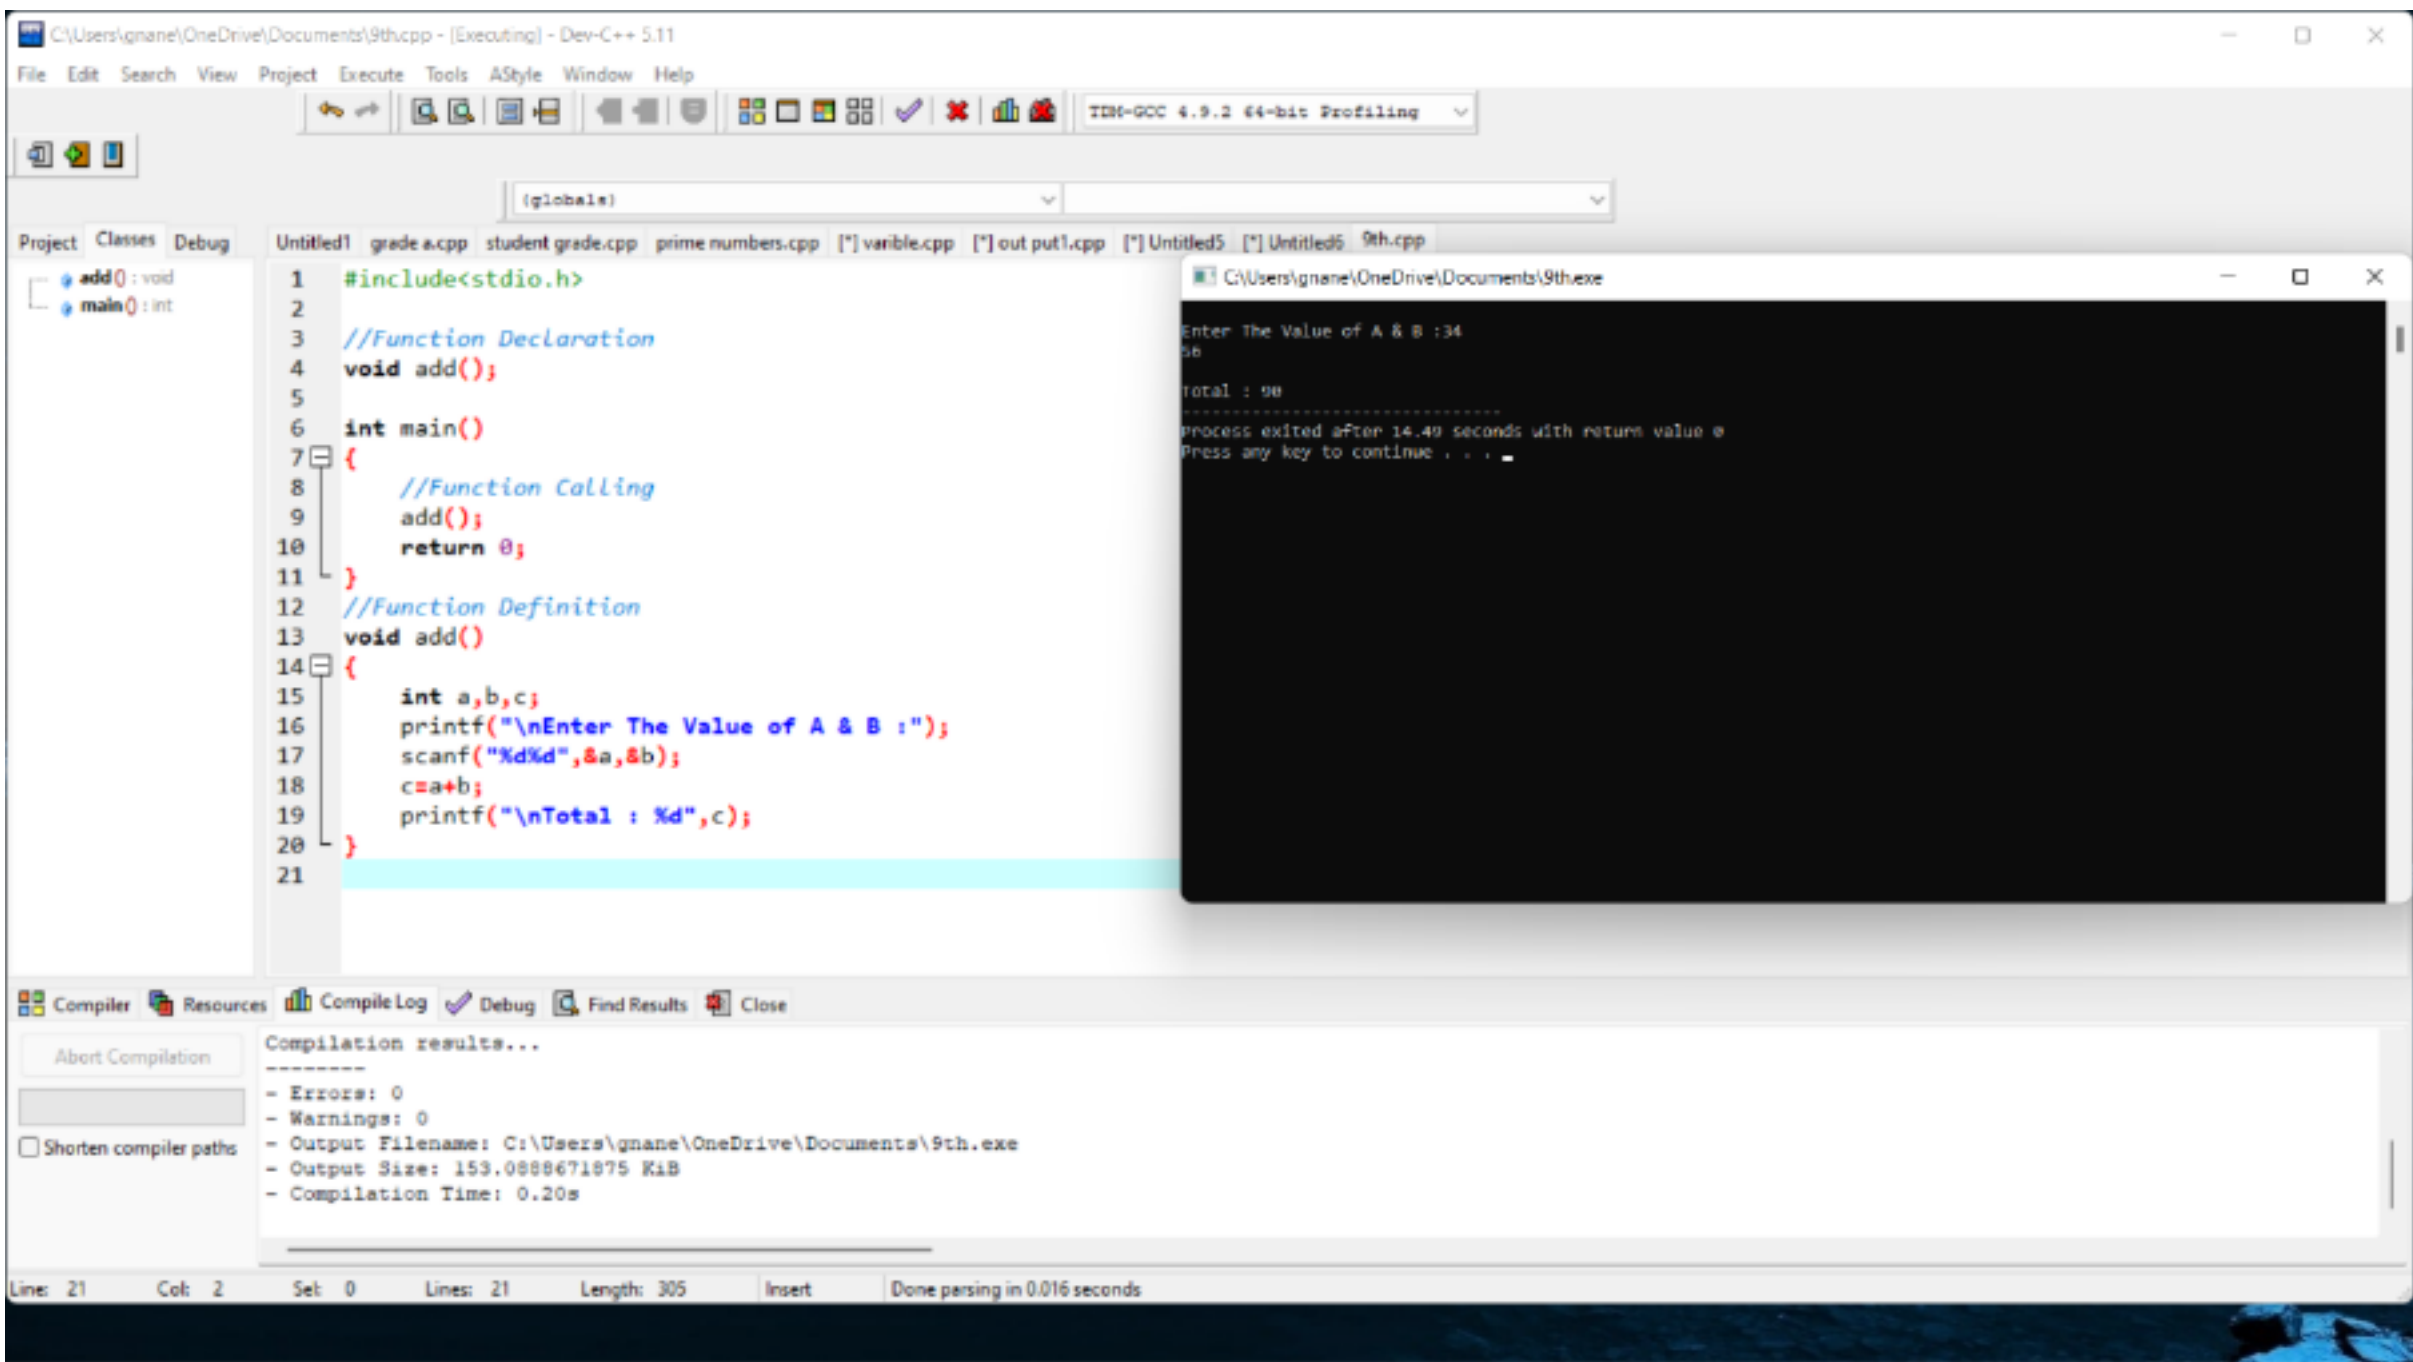 C:\Users\gnane\OneDrive\Documents\9th.cpp - [Executing] - Dev-C++ 5.11
File Edit Search View Project Execute Tools AStyle Window Help
TDM-GCC 4.9.2 64-bit Profiling
(globals)
Project Classes Debug
Untitled1 grade a.cpp student grade.cpp prime numbers.cpp [*] varible.cpp [*] out put1.cpp [*] Untitled5 [*] Untitled6 9th.cpp
add() : void
main() : int
1 #include<stdio.h>
2
3 //Function Declaration
4 void add();
5
6 int main()
7 {
8 //Function Calling
9 add();
10 return 0;
11 }
12 //Function Definition
13 void add()
14 {
15 int a,b,c;
16 printf("\nEnter The Value of A & B :");
17 scanf("%d%d",&a,&b);
18 c=a+b;
19 printf("\nTotal : %d",c);
20 }
21
C:\Users\gnane\OneDrive\Documents\9th.exe
Enter The Value of A & B :34
56
Total : 90
--------------------------------
Process exited after 14.49 seconds with return value 0
Press any key to continue . . .
Compiler Resources Compile Log Debug Find Results Close
Abort Compilation
Shorten compiler paths
Compilation results...
--------
- Errors: 0
- Warnings: 0
- Output Filename: C:\Users\gnane\OneDrive\Documents\9th.exe
- Output Size: 153.0888671875 KiB
- Compilation Time: 0.20s
Line: 21 Col: 2 Sel: 0 Lines: 21 Length: 305 Insert Done parsing in 0.016 seconds